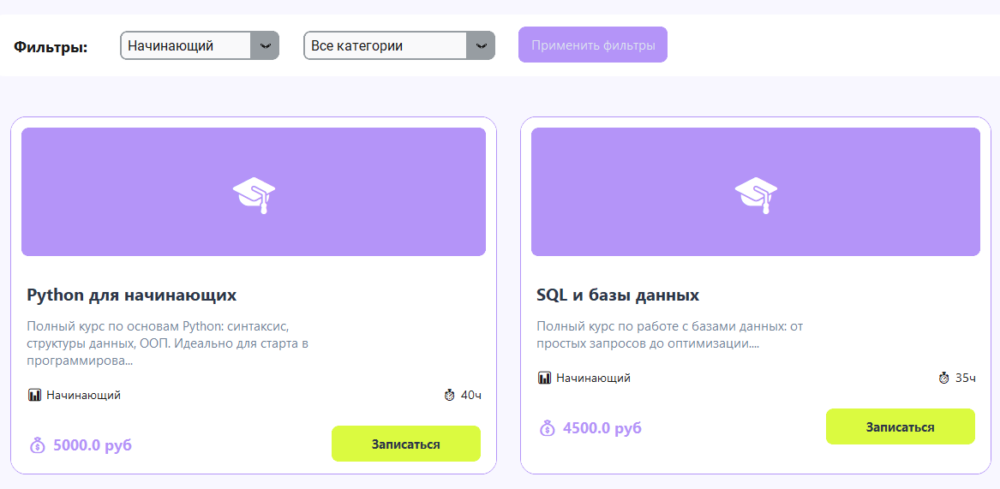 Фильтры:
Начинающий
Все категории
Применить фильтры
Python для начинающих
Полный курс по основам Python: синтаксис,
структуры данных, ООП. Идеально для старта в
программирова...
Начинающий
40ч
5000.0 руб
Записаться
SQL и базы данных
Полный курс по работе с базами данных: от
простых запросов до оптимизации....
Начинающий
35ч
4500.0 руб
Записаться